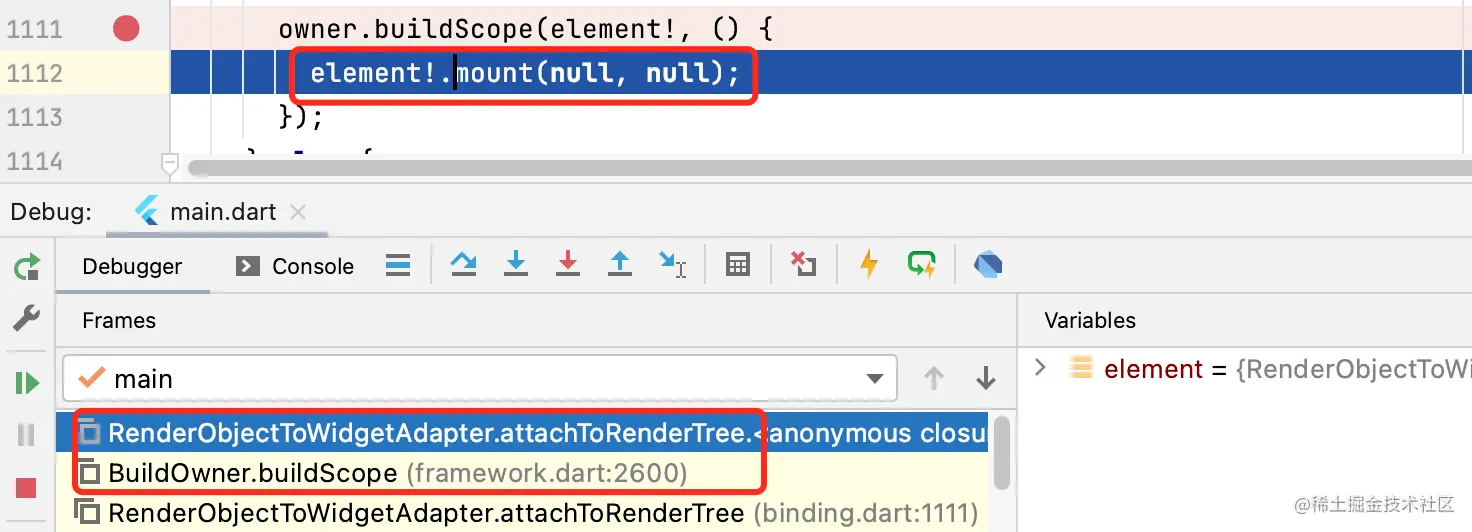 1111 owner.buildScope(element!, () {
1112 element!.mount(null, null);
1113 });
1114
Debug: main.dart
Debugger Console
Frames Variables
main element = {RenderObjectToWi
RenderObjectToWidgetAdapter.attachToRenderTree.<anonymous closu
BuildOwner.buildScope (framework.dart:2600)
RenderObjectToWidgetAdapter.attachToRenderTree (binding.dart:1111)
@稀土掘金技术社区